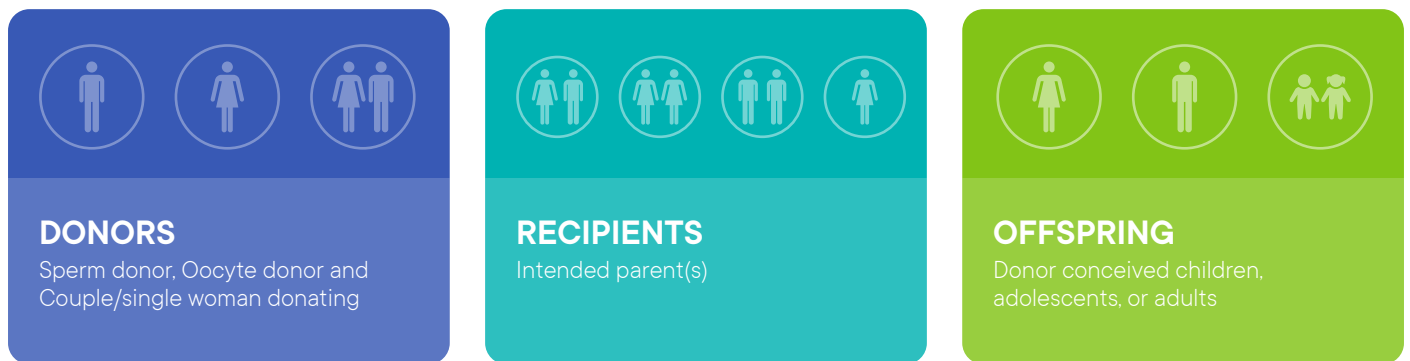 DONORS
Sperm donor, Oocyte donor and
Couple/single woman donating
RECIPIENTS
Intended parent(s)
OFFSPRING
Donor conceived children,
adolescents, or adults